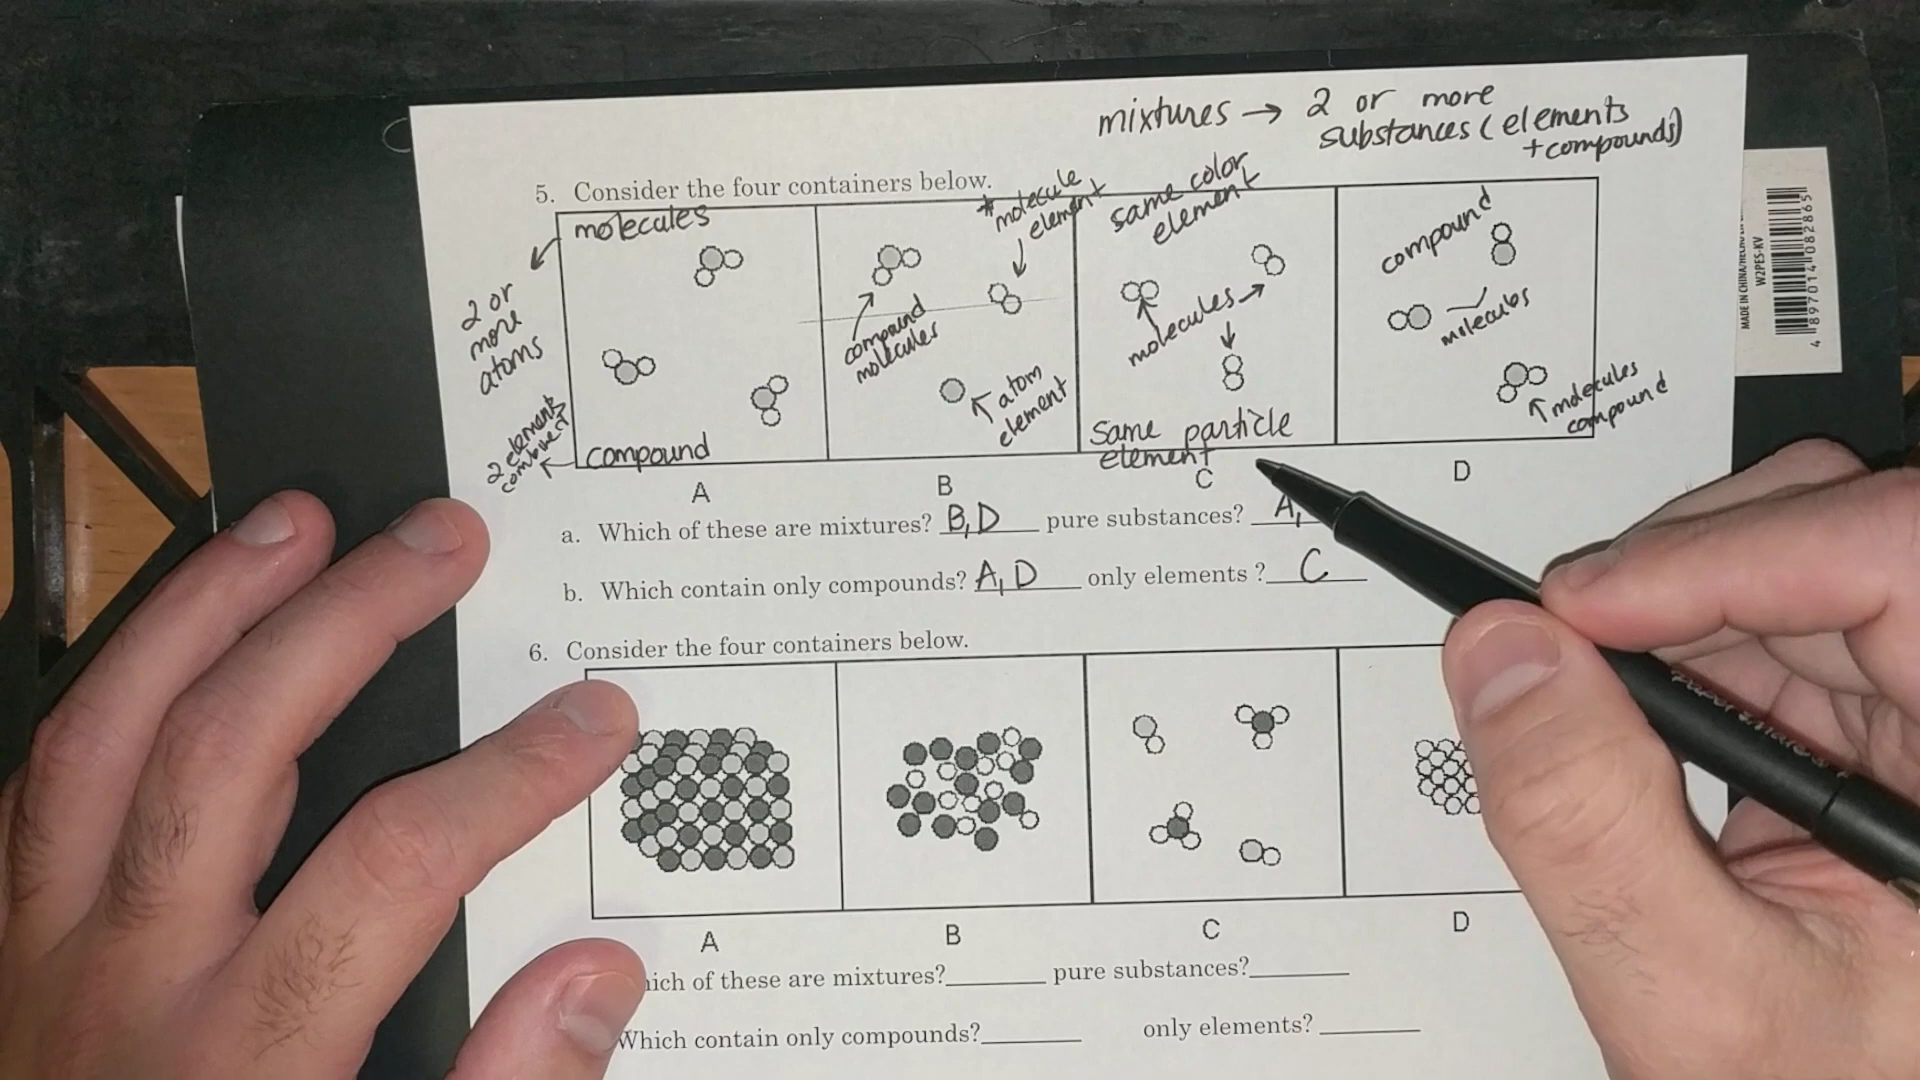 mixtures → 2 or more
substances (elements
+ compounds)
5. Consider the four containers below.
molecules
2 or
more
atoms
2 elements
combined
compound
compound
molecules
*molecule
element
atom
element
same color
element
molecules
Same particle
element
compound
molecules
molecules
compound
A B C D
a. Which of these are mixtures? B,D pure substances? A,
b. Which contain only compounds? A,D only elements ? C
6. Consider the four containers below.
A B C D
hich of these are mixtures?______ pure substances?______
Which contain only compounds?______ only elements? ______
W2PES-KV
4 897014 082865